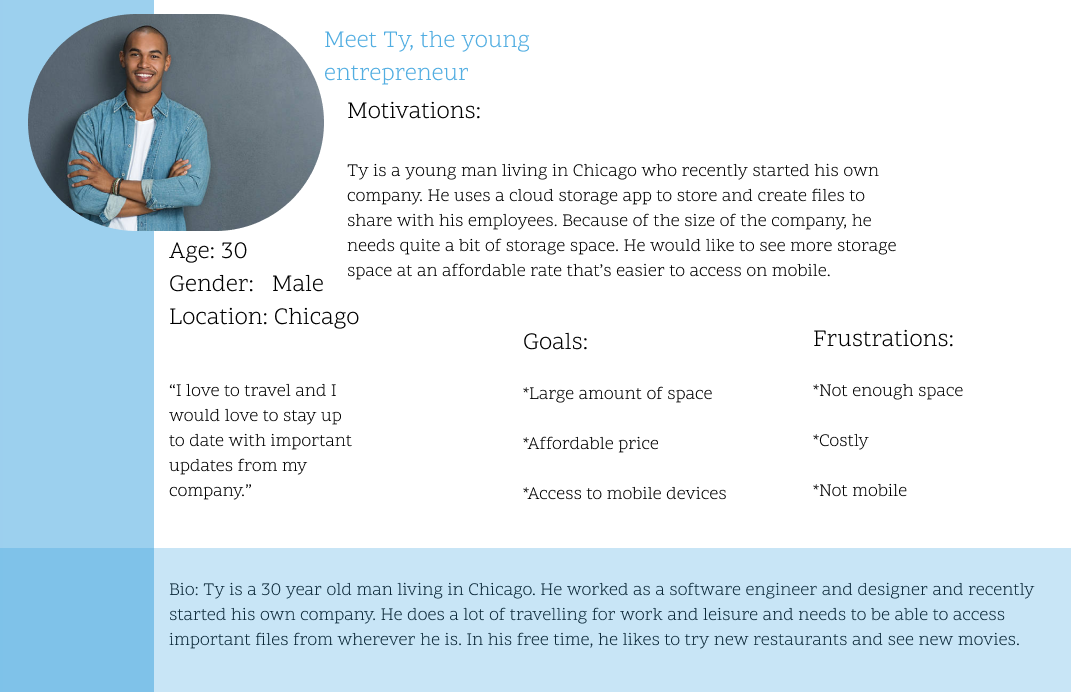 Meet Ty, the young
entrepreneur
Motivations:
Ty is a young man living in Chicago who recently started his own
company. He uses a cloud storage app to store and create files to
share with his employees. Because of the size of the company, he
needs quite a bit of storage space. He would like to see more storage
space at an affordable rate that’s easier to access on mobile.
Age: 30
Gender: Male
Location: Chicago
“I love to travel and I
would love to stay up
to date with important
updates from my
company.”
Goals:
*Large amount of space
*Affordable price
*Access to mobile devices
Frustrations:
*Not enough space
*Costly
*Not mobile
Bio: Ty is a 30 year old man living in Chicago. He worked as a software engineer and designer and recently
started his own company. He does a lot of travelling for work and leisure and needs to be able to access
important files from wherever he is. In his free time, he likes to try new restaurants and see new movies.